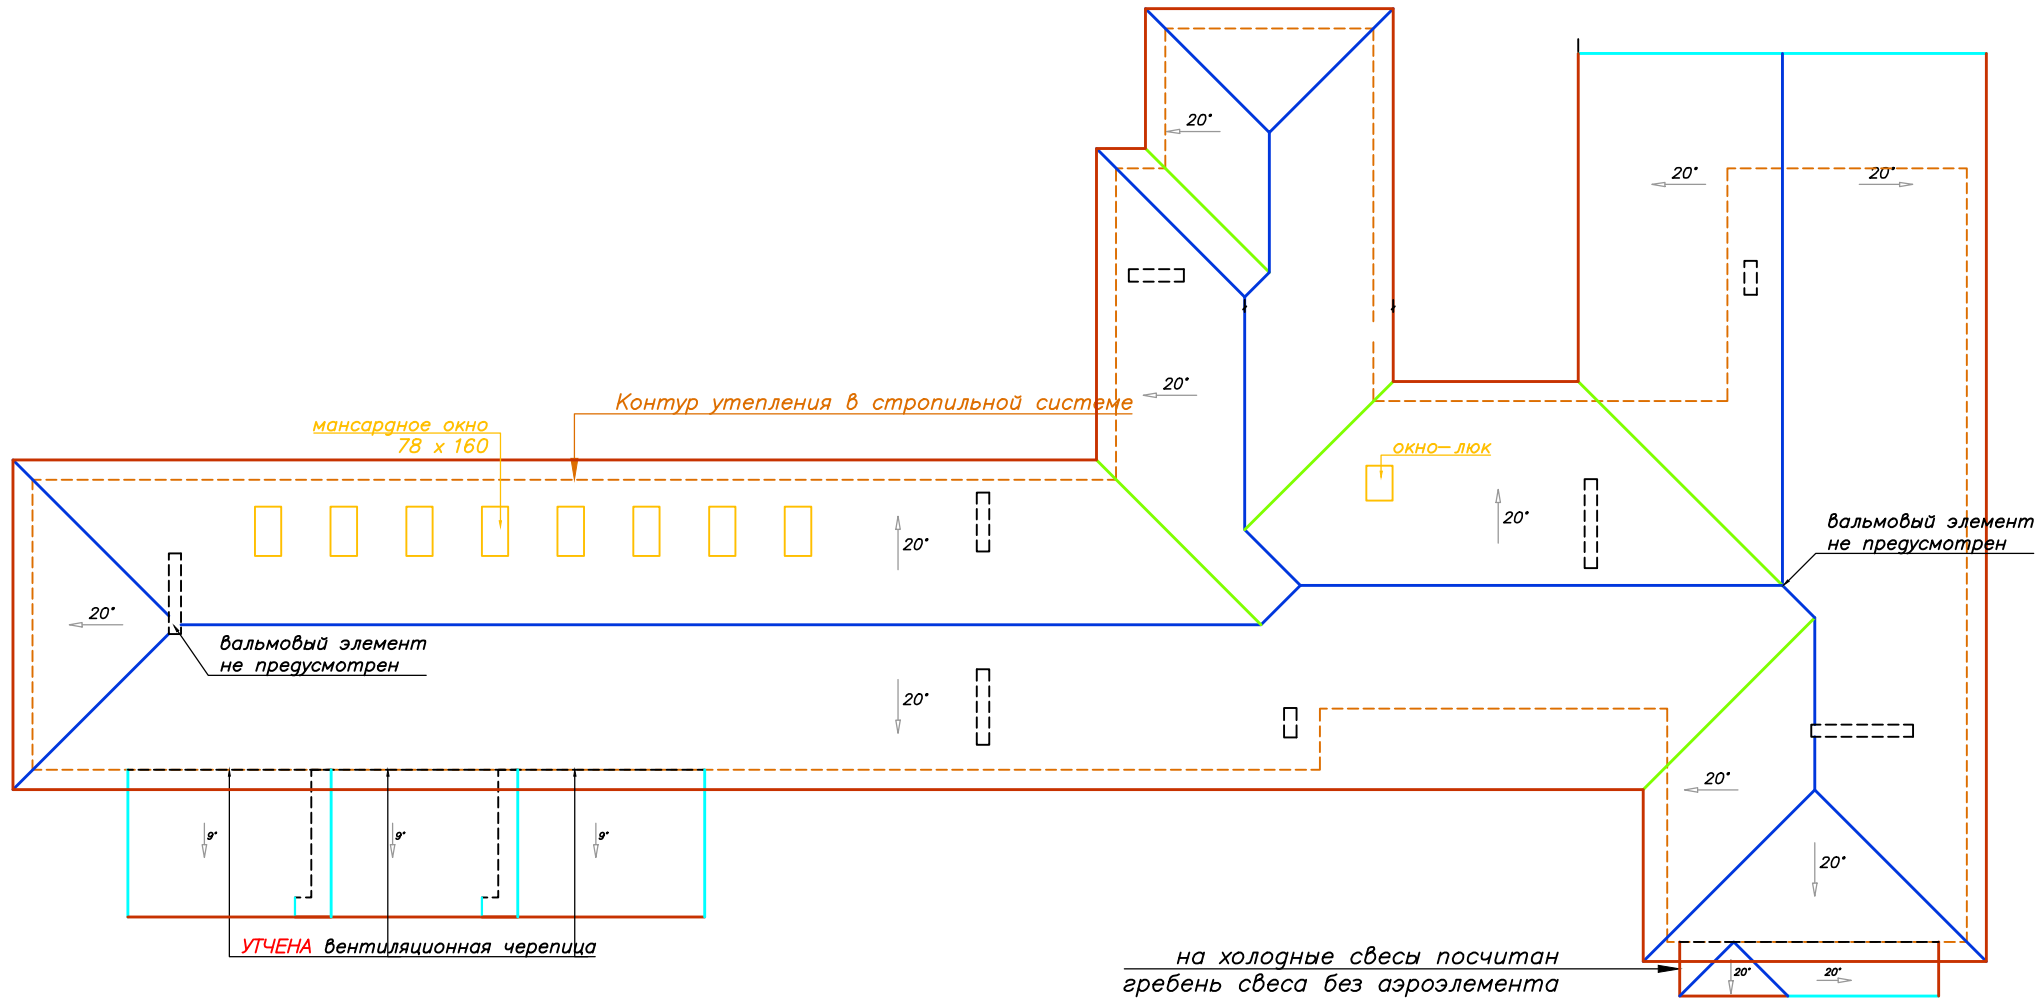 20°
20°
20°
20°
Контур утепления в стропильной системе
мансардное окно
78 х 160
окно-люк
20°
20°
вальмовый элемент
не предусмотрен
20°
вальмовый элемент
не предусмотрен
20°
20°
9°
9°
9°
20°
УТЧЕНА вентиляционная черепица
на холодные свесы посчитан
гребень свеса без аэроэлемента
20°
20°